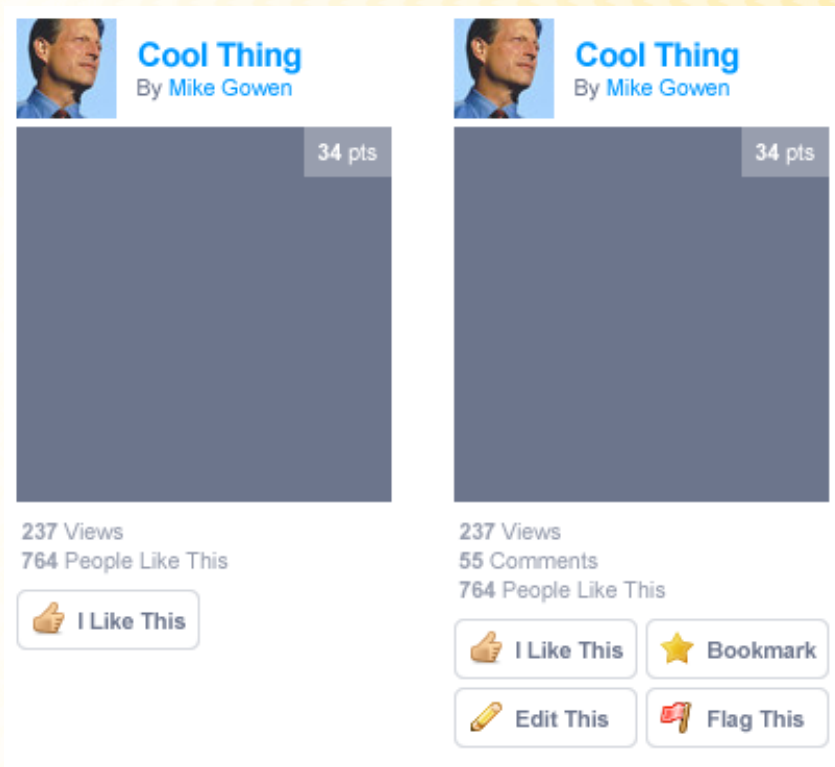 Cool Thing
By Mike Gowen
34 pts
237 Views
764 People Like This
I Like This
Cool Thing
By Mike Gowen
34 pts
237 Views
55 Comments
764 People Like This
I Like This
Bookmark
Edit This
Flag This